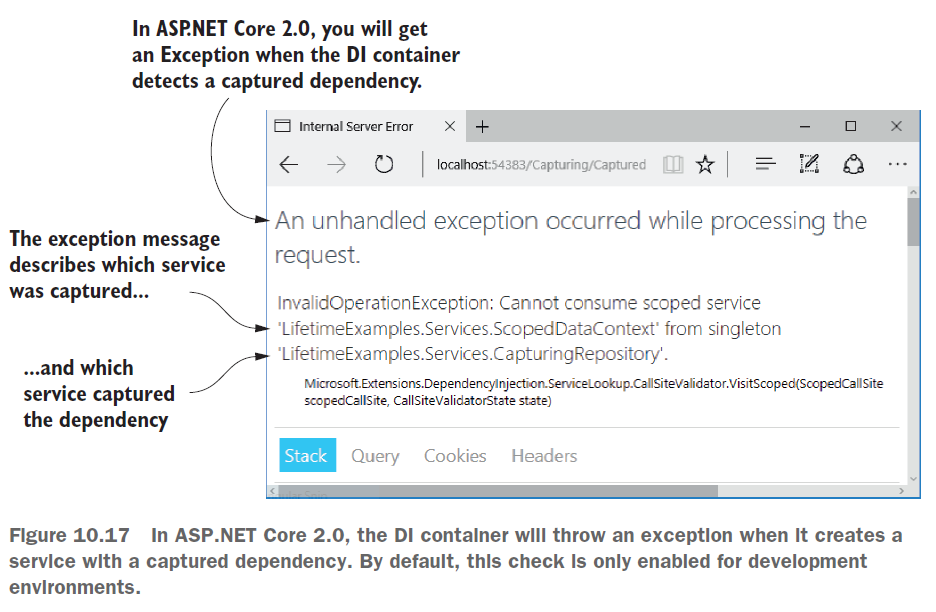 In ASP.NET Core 2.0, you will get
an Exception when the DI container
detects a captured dependency.
Internal Server Error
localhost:54383/Capturing/Captured
An unhandled exception occurred while processing the
request.
The exception message
describes which service
was captured...
InvalidOperationException: Cannot consume scoped service
'LifetimeExamples.Services.ScopedDataContext' from singleton
'LifetimeExamples.Services.CapturingRepository'.
...and which
service captured
the dependency
Microsoft.Extensions.DependencyInjection.ServiceLookup.CallSiteValidator.VisitScoped(ScopedCallSite
scopedCallSite, CallSiteValidatorState state)
Stack Query Cookies Headers
Figure 10.17 In ASP.NET Core 2.0, the DI container will throw an exception when it creates a
service with a captured dependency. By default, this check is only enabled for development
environments.